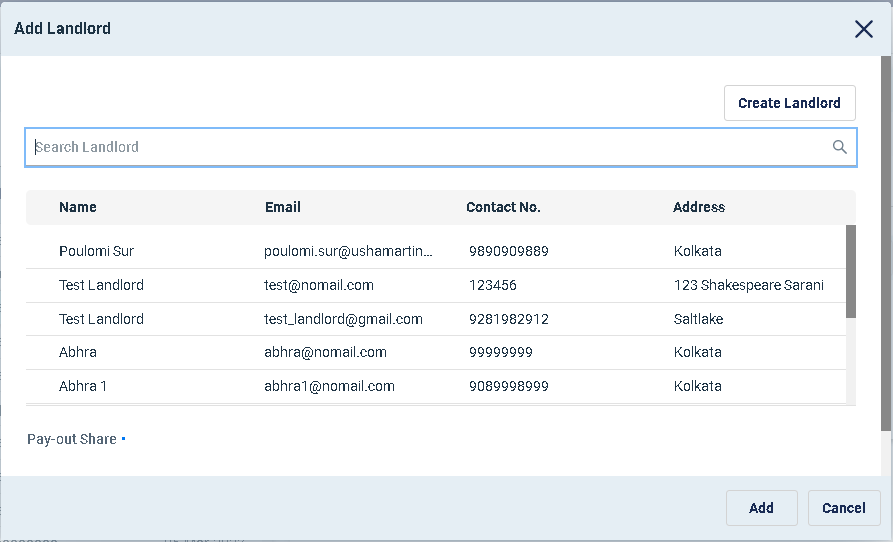 Add Landlord
Create Landlord
Search Landlord
Name Email Contact No. Address
Poulomi Sur poulomi.sur@ushamartin... 9890909889 Kolkata
Test Landlord test@nomail.com 123456 123 Shakespeare Sarani
Test Landlord test_landlord@gmail.com 9281982912 Saltlake
Abhra abhra@nomail.com 99999999 Kolkata
Abhra 1 abhra1@nomail.com 9089998999 Kolkata
Pay-out Share
Add Cancel